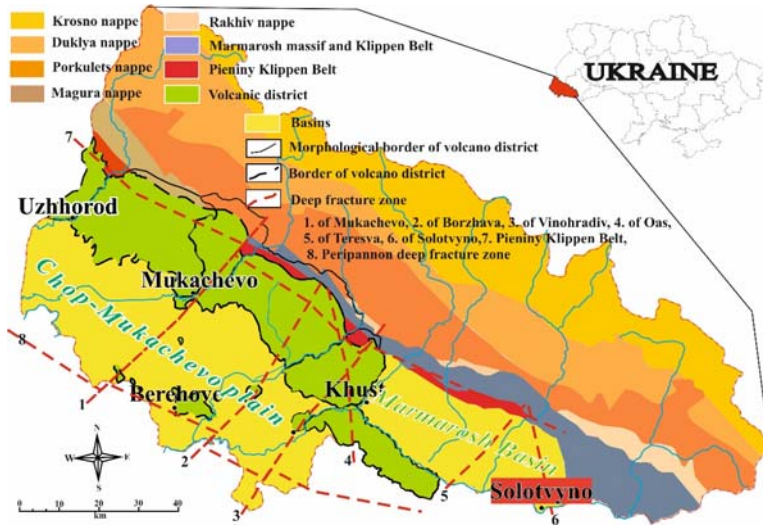 Krosno nappe
Duklya nappe
Porkulets nappe
Magura nappe
Rakhiv nappe
Marmarosh massif and Klippen Belt
Pieniny Klippen Belt
Volcanic district
Basins
Morphological border of volcano district
Border of volcano district
Deep fracture zone
1. of Mukachevo, 2. of Borzhava, 3. of Vinohradiv, 4. of Oas,
5. of Teresva, 6. of Solotvyno,7. Pieniny Klippen Belt,
8. Peripannon deep fracture zone
UKRAINE
7
Uzhhorod
Mukachevo
Chop-Mukachevo plain
8
1
Berehove
Khust
Marmarosh Basin
2
4
3
5
Solotvyno
6
N
W
E
S
20
0
20
40
km